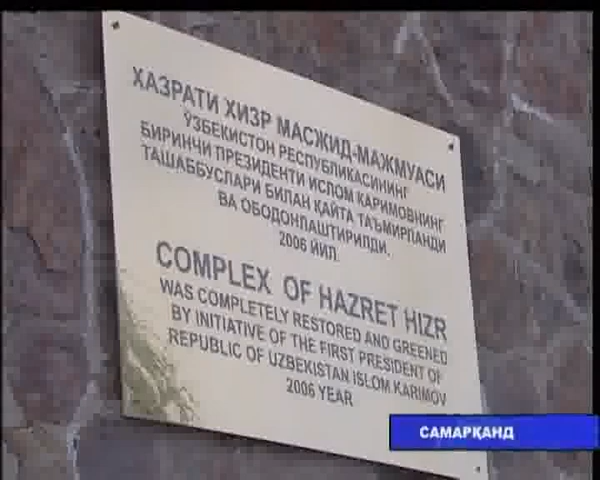 ҲАЗРАТИ ХИЗР МАСЖИД-МАЖМУАСИ
ЎЗБЕКИСТОН РЕСПУБЛИКАСИНИНГ
БИРИНЧИ ПРЕЗИДЕНТИ ИСЛОМ КАРИМОВНИНГ
ТАШАББУСЛАРИ БИЛАН ҚАЙТА ТАЪМИРЛАНДИ
ВА ОБОДОНЛАШТИРИЛДИ.
2006 ЙИЛ.
COMPLEX OF HAZRET HIZR
WAS COMPLETELY RESTORED AND GREENED
BY INITIATIVE OF THE FIRST PRESIDENT OF
REPUBLIC OF UZBEKISTAN ISLOM KARIMOV
2006 YEAR
САМАРҚАНД